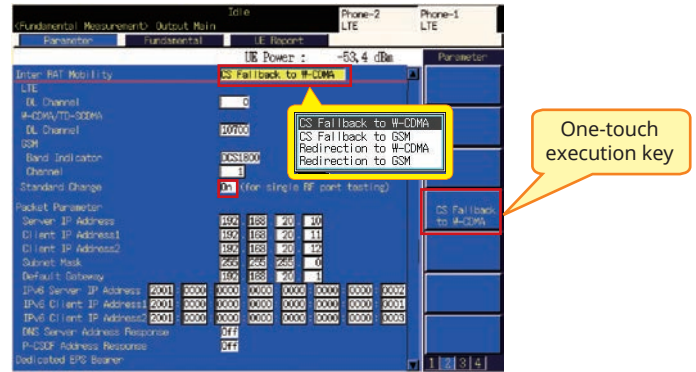 Idle
Phone-2
LTE
Phone-1
LTE
<Fundamental Measurement> Output Main
Parameter
Fundamental
UE Report
UE Power : -53.4 dBm
Parameter
Inter RAT Mobility CS Fallback to W-CDMA
LTE
DL Channel 0
W-CDMA/TD-SCDMA
DL Channel 10700
GSM
Band Indicator DCS1800
Channel 1
Standard Change On (for single RF port testing)
CS Fallback to W-CDMA
CS Fallback to GSM
Redirection to W-CDMA
Redirection to GSM
One-touch
execution key
CS Fallback
to W-CDMA
Packet Parameter
Server IP Address 192 168 20 10
Client IP Address1 192 168 20 11
Client IP Address2 192 168 20 12
Subnet Mask 255 255 255 0
Default Gateway 192 168 20 1
IPv6 Server IP Address 2001 0000 0000 0000 0000 0000 0000 0002
IPv6 Client IP Address1 2001 0000 0000 0000 0000 0000 0000 0001
IPv6 Client IP Address2 2001 0000 0000 0000 0000 0000 0000 0003
DNS Server Address Response Off
P-CSCF Address Response Off
Dedicated EPS Bearer
1 2 3 4